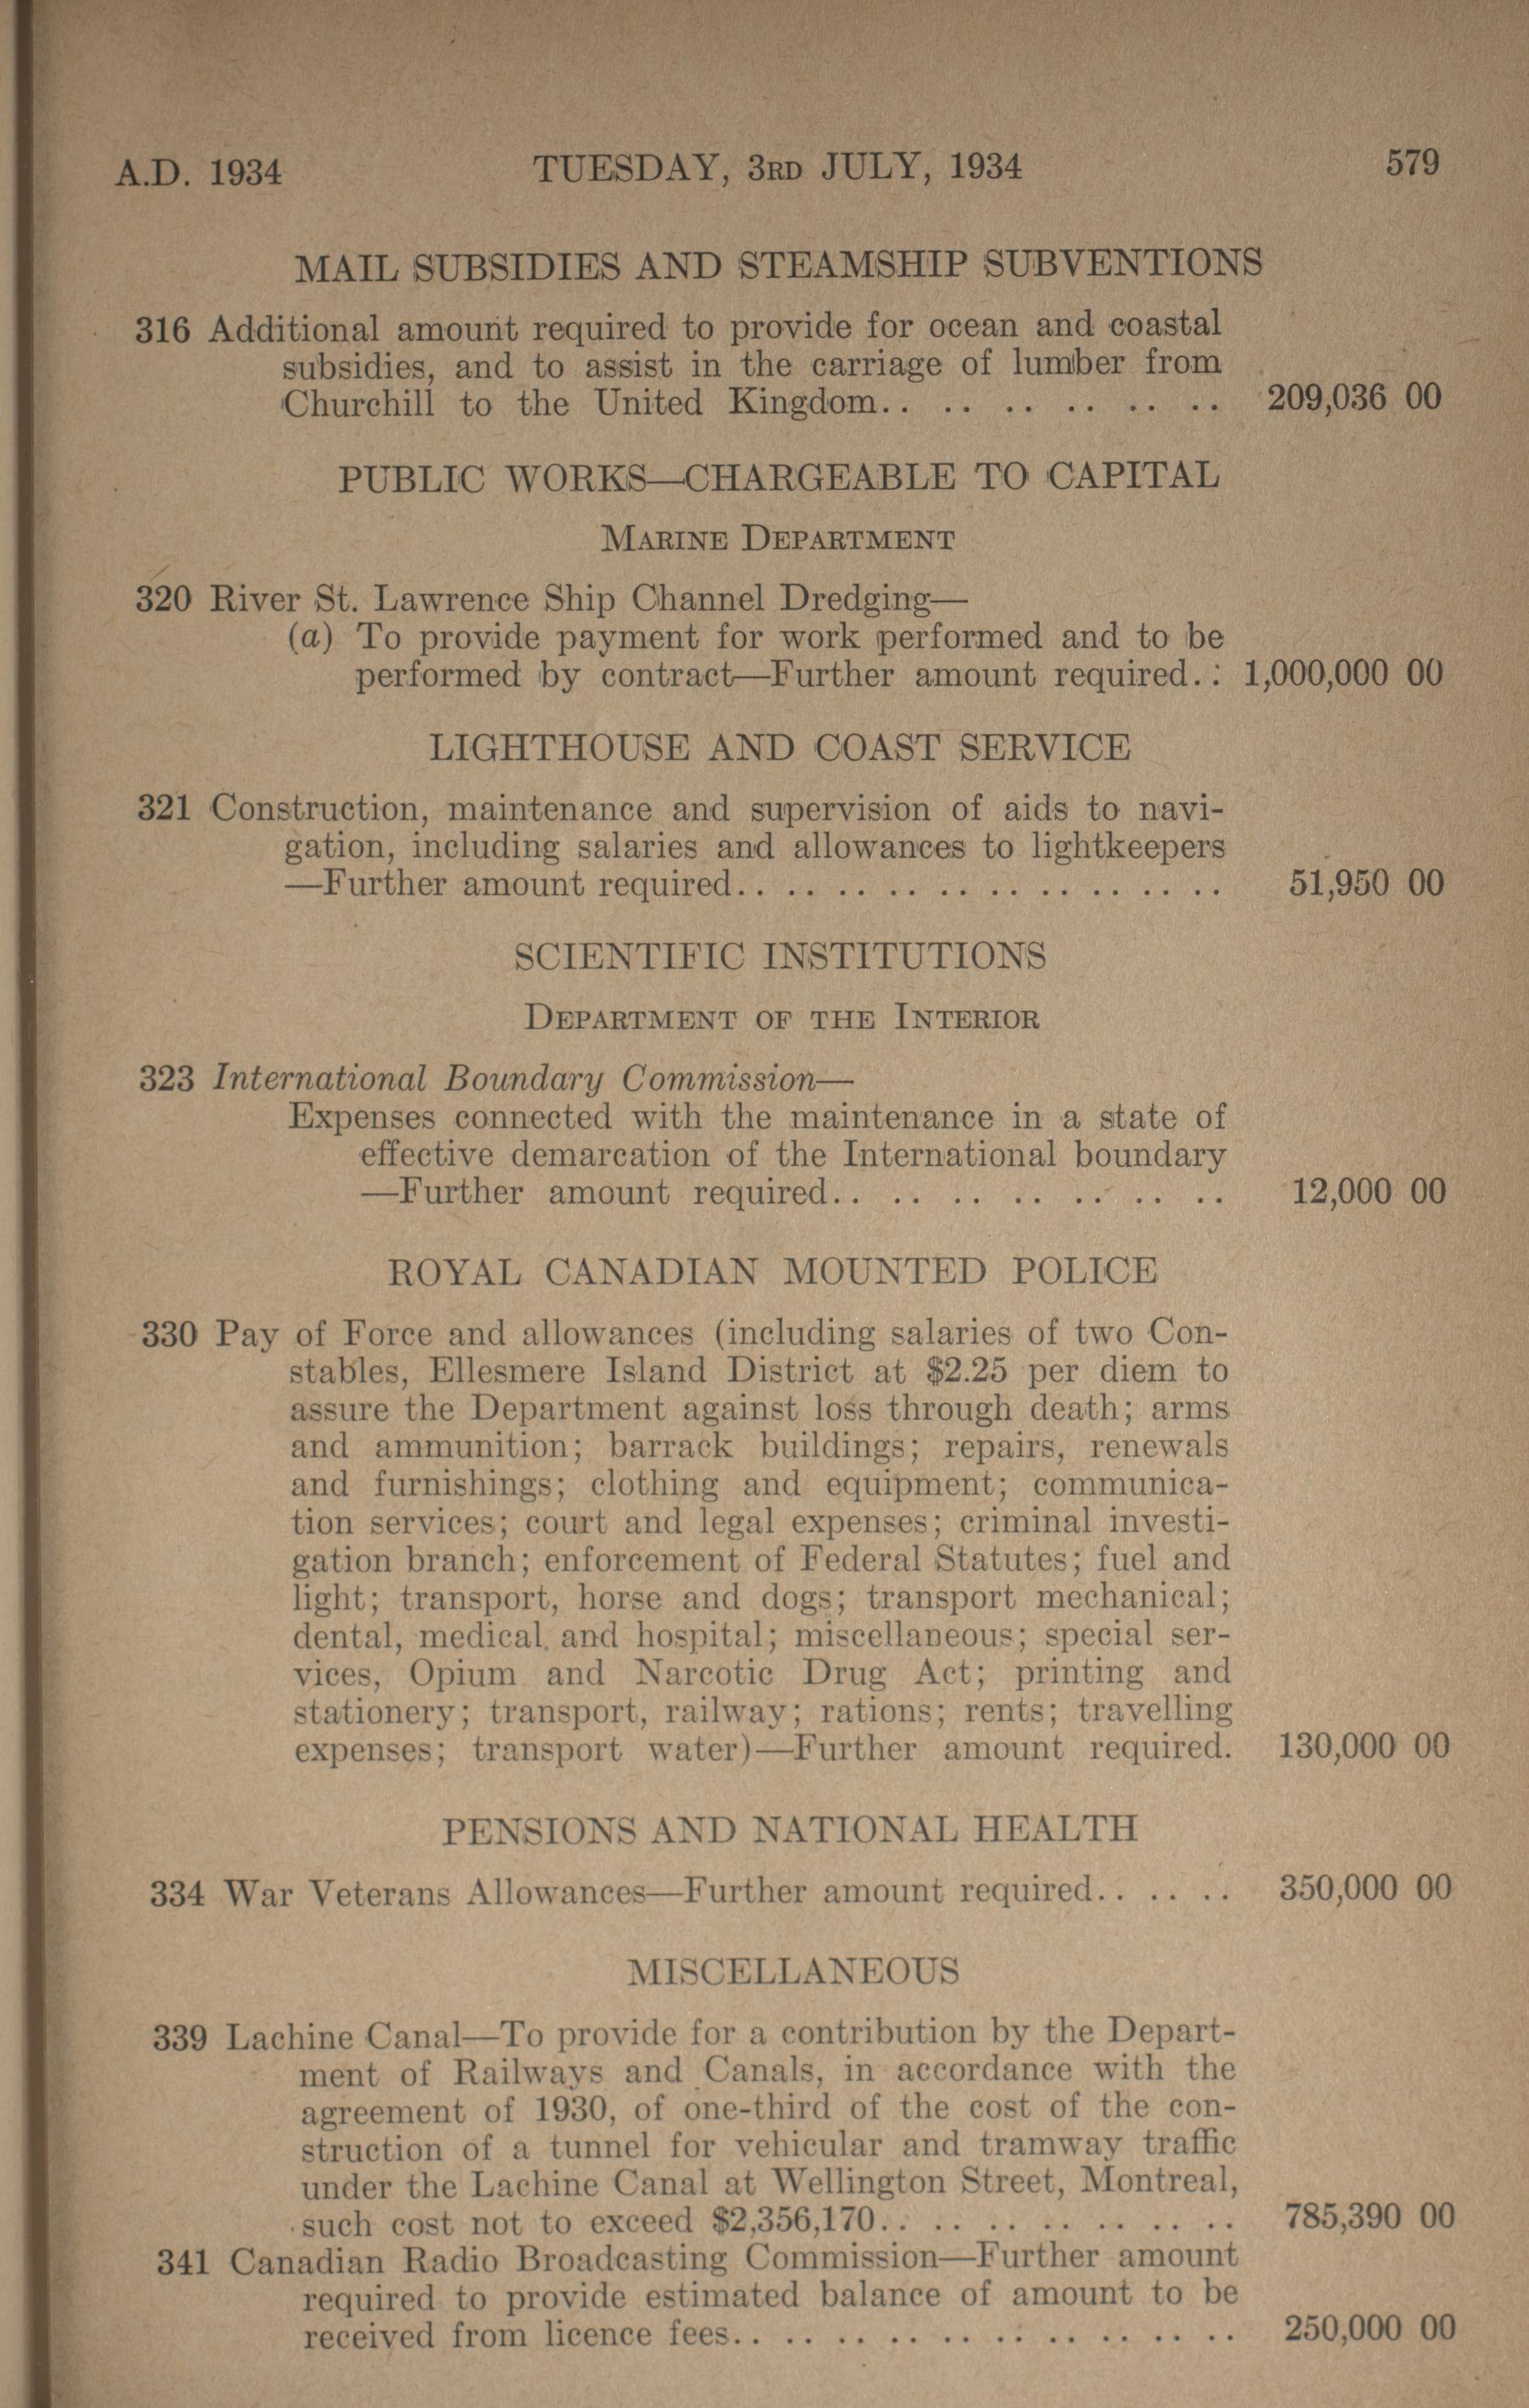 A.D. 1934 TUESDAY, 3RD JULY, 1934 579
MAIL SUBSIDIES AND STEAMSHIP SUBVENTIONS
316 Additional amount required to provide for ocean and coastal
subsidies, and to assist in the carriage of lumber from
Churchill to the United Kingdom.. .. .. .. .. .. .. 209,036 00
PUBLIC WORKS—CHARGEABLE TO CAPITAL
MARINE DEPARTMENT
320 River St. Lawrence Ship Channel Dredging—
(a) To provide payment for work performed and to be
performed by contract—Further amount required. : 1,000,000 00
LIGHTHOUSE AND COAST SERVICE
321 Construction, maintenance and supervision of aids to navi-
gation, including salaries and allowances to lightkeepers
—Further amount required.. .. .. .. .. .. .. .. .. .. 51,950 00
SCIENTIFIC INSTITUTIONS
DEPARTMENT OF THE INTERIOR
323 International Boundary Commission—
Expenses connected with the maintenance in a state of
effective demarcation of the International boundary
—Further amount required.. .. .. .. .. .. .. 12,000 00
ROYAL CANADIAN MOUNTED POLICE
330 Pay of Force and allowances (including salaries of two Con-
stables, Ellesmere Island District at $2.25 per diem to
assure the Department against loss through death; arms
and ammunition; barrack buildings; repairs, renewals
and furnishings; clothing and equipment; communica-
tion services; court and legal expenses; criminal investi-
gation branch; enforcement of Federal Statutes; fuel and
light; transport, horse and dogs; transport mechanical;
dental, medical. and hospital; miscellaneous; special ser-
vices, Opium and Narcotic Drug Act; printing and
stationery; transport, railway; rations; rents; travelling
expenses; transport water)—Further amount required. 130,000 00
PENSIONS AND NATIONAL HEALTH
334 War Veterans Allowances—Further amount required.. .. .. 350,000 00
MISCELLANEOUS
339 Lachine Canal—To provide for a contribution by the Depart-
ment of Railways and Canals, in accordance with the
agreement of 1930, of one-third of the cost of the con-
struction of a tunnel for vehicular and tramway traffic
under the Lachine Canal at Wellington Street, Montreal,
such cost not to exceed $2,356,170.. .. .. .. .. .. .. 785,390 00
341 Canadian Radio Broadcasting Commission—Further amount
required to provide estimated balance of amount to be
received from licence fees.. .. .. .. .. .. .. .. .. .. 250,000 00